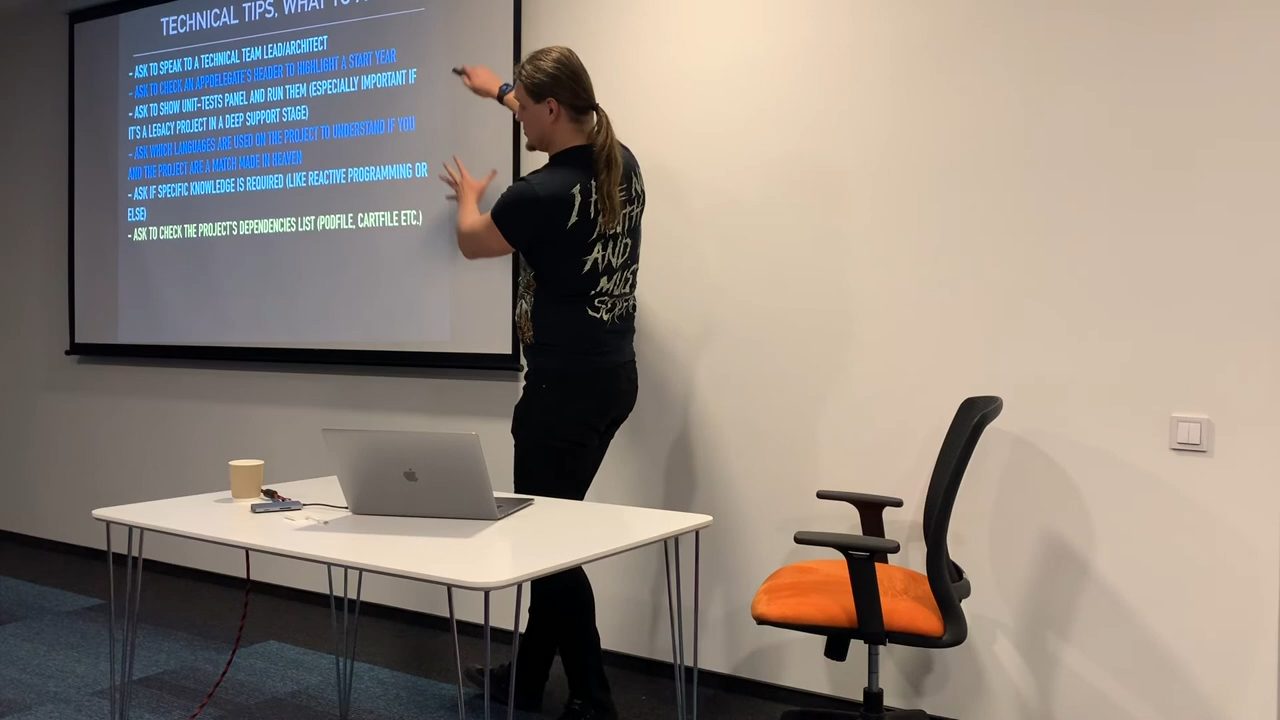 TECHNICAL TIPS, WHAT TO
- ASK TO SPEAK TO A TECHNICAL TEAM LEAD/ARCHITECT
- ASK TO CHECK AN APPDELEGATE'S HEADER TO HIGHLIGHT A START YEAR
- ASK TO SHOW UNIT-TESTS PANEL AND RUN THEM (ESPECIALLY IMPORTANT IF
IT'S A LEGACY PROJECT IN A DEEP SUPPORT STAGE)
- ASK WHICH LANGUAGES ARE USED ON THE PROJECT TO UNDERSTAND IF YOU
AND THE PROJECT ARE A MATCH MADE IN HEAVEN
- ASK IF SPECIFIC KNOWLEDGE IS REQUIRED (LIKE REACTIVE PROGRAMMING OR
ELSE)
- ASK TO CHECK THE PROJECT'S DEPENDENCIES LIST (PODFILE, CARTFILE ETC.)
I
AND